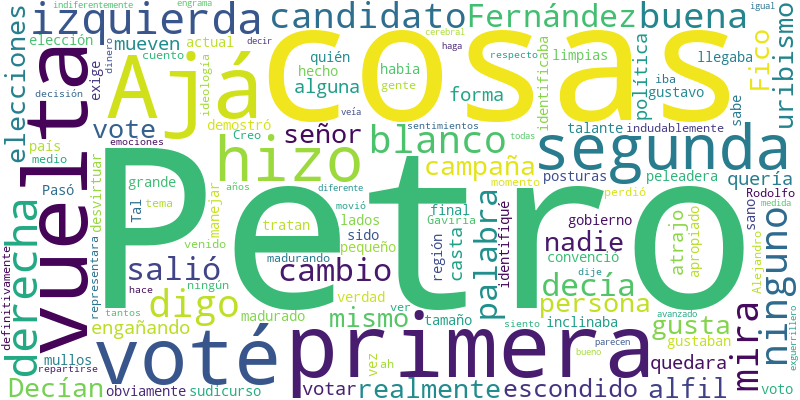 indiferentemente
engrama
igual
izquierda
candidato
Fernández
buena
elecciones
elección
dinero
mueven
actual
decir
cerebral
haga
respecto
limpias
llegaba
cuento
quién
habia
hecho
gente
alguna
forma
identificaba
política
iba
gustavo
Fico
uribismo
exige
ideología
Ajá
cosas
decisión
vuelta
vote
demostró
Creo
veía
señor
blanco
sentimientos
todas
talante
indudablemente
sabe
país
medio
emociones
hizo
campaña
segunda
posturas
peleadera
quería
Pasó
desvirtuar
grande
años
diferente
momento
perdió
Rodolfo
medida
Petro
representara
Tal
tema
manejar
tratan
movió
lados
final
Gaviria
palabra
identifiqué
gobierno
atrajo
apropiado
sano
ninguno
derecha
venido
sido
pequeño
región
casta
nadie
convenció
dije
Alejandro
mira
definitivamente
salió
madurando
cambio
decía
hace
ningún
digo
verdad
ver
siento
avanzado
persona
tantos
madurado
mismo
tamaño
inclinaba
gusta
gustaban
engañando
mullos
repartirse
voté
primera
vez
ah
parecen
bueno
quedara
exguerrillero
Decían
obviamente
sudicurso
votar
realmente
escondido
alfil
voto